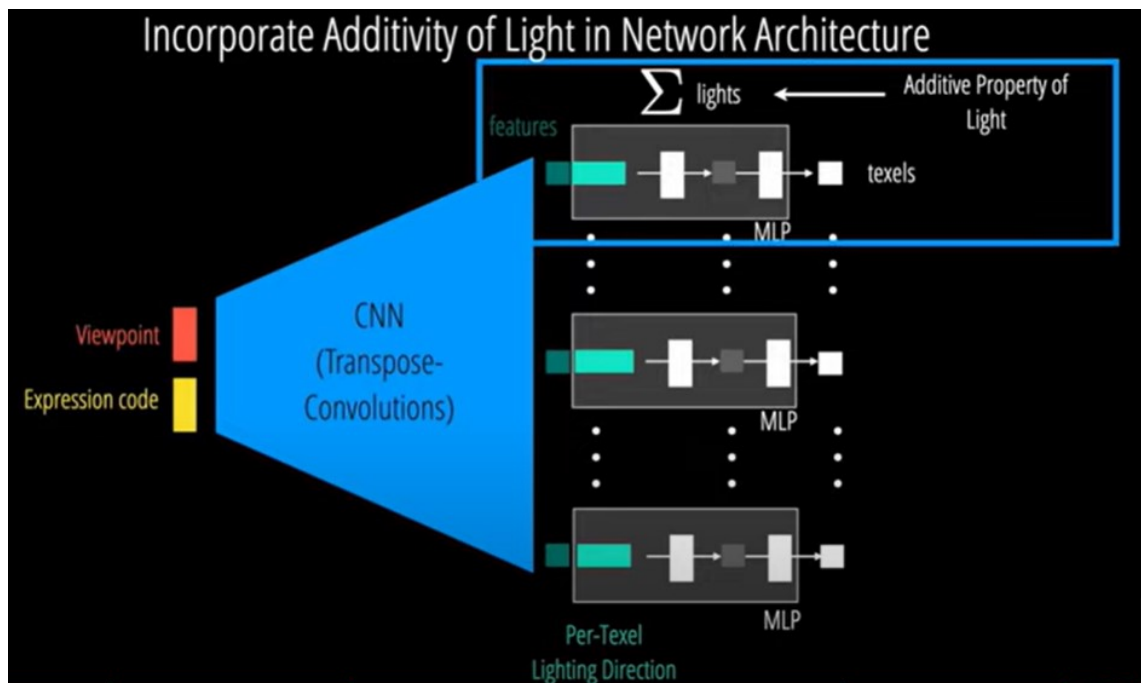 Incorporate Additivity of Light in Network Architecture
∑ lights
Additive Property of
Light
features
texels
MLP
CNN
(Transpose-
Convolutions)
Viewpoint
Expression code
MLP
MLP
Per-Texel
Lighting Direction